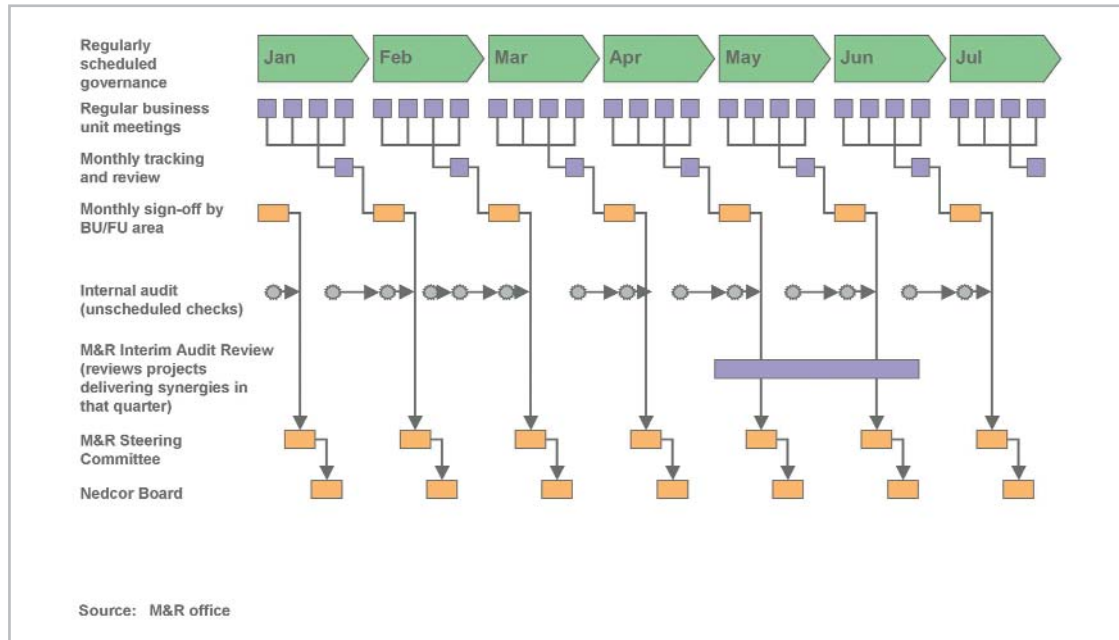 Regularly
scheduled
governance
Jan
Feb
Mar
Apr
May
Jun
Jul
Regular business
unit meetings
Monthly tracking
and review
Monthly sign-off by
BU/FU area
Internal audit
(unscheduled checks)
M&R Interim Audit Review
(reviews projects
delivering synergies in
that quarter)
M&R Steering
Committee
Nedcor Board
Source: M&R office